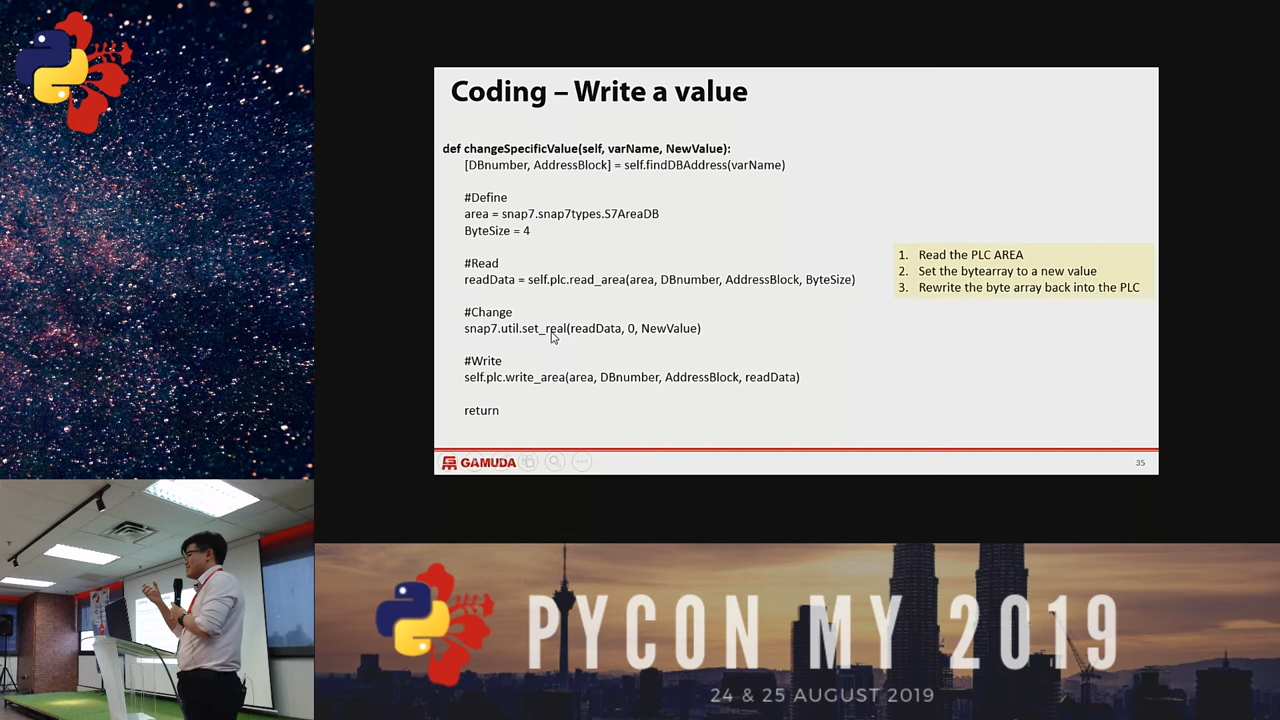 Coding – Write a value
def changeSpecificValue(self, varName, NewValue):
[DBnumber, AddressBlock] = self.findDBAddress(varName)
#Define
area = snap7.snap7types.S7AreaDB
ByteSize = 4
#Read
readData = self.plc.read_area(area, DBnumber, AddressBlock, ByteSize)
#Change
snap7.util.set_real(readData, 0, NewValue)
#Write
self.plc.write_area(area, DBnumber, AddressBlock, readData)
return
1. Read the PLC AREA
2. Set the bytearray to a new value
3. Rewrite the byte array back into the PLC
GAMUDA
35
PYCON MY 2019
24 & 25 AUGUST 2019